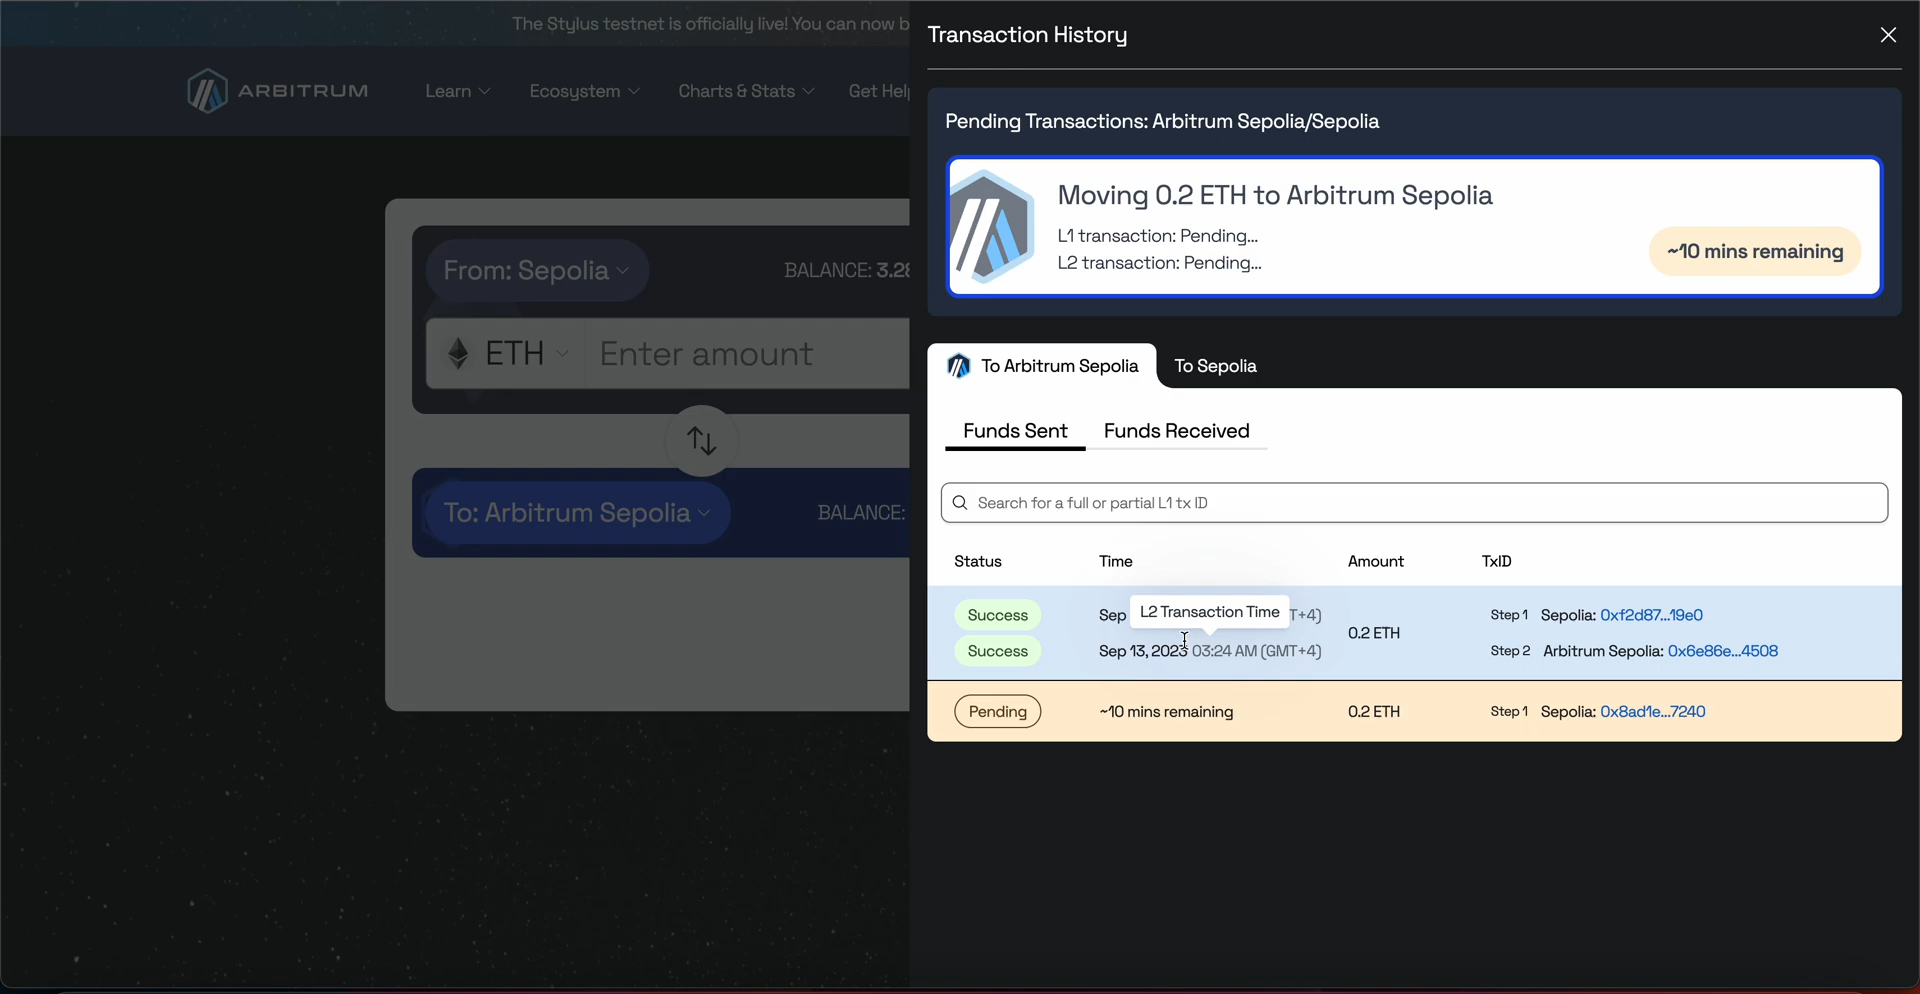 The Stylus testnet is officially live! You can now b
ARBITRUM
Learn
Ecosystem
Charts & Stats
Get Help
From: Sepolia
BALANCE: 3.28
ETH
Enter amount
To: Arbitrum Sepolia
BALANCE:
Transaction History
Pending Transactions: Arbitrum Sepolia/Sepolia
Moving 0.2 ETH to Arbitrum Sepolia
L1 transaction: Pending...
L2 transaction: Pending...
~10 mins remaining
To Arbitrum Sepolia
To Sepolia
Funds Sent
Funds Received
Search for a full or partial L1 tx ID
Status Time Amount TxID
L2 Transaction Time
Success Sep T+4) Step 1 Sepolia: 0xf2d87...19e0
0.2 ETH
Success Sep 13, 2023 03:24 AM (GMT+4) Step 2 Arbitrum Sepolia: 0x6e86e...4508
Pending ~10 mins remaining 0.2 ETH Step 1 Sepolia: 0x8ad1e...7240